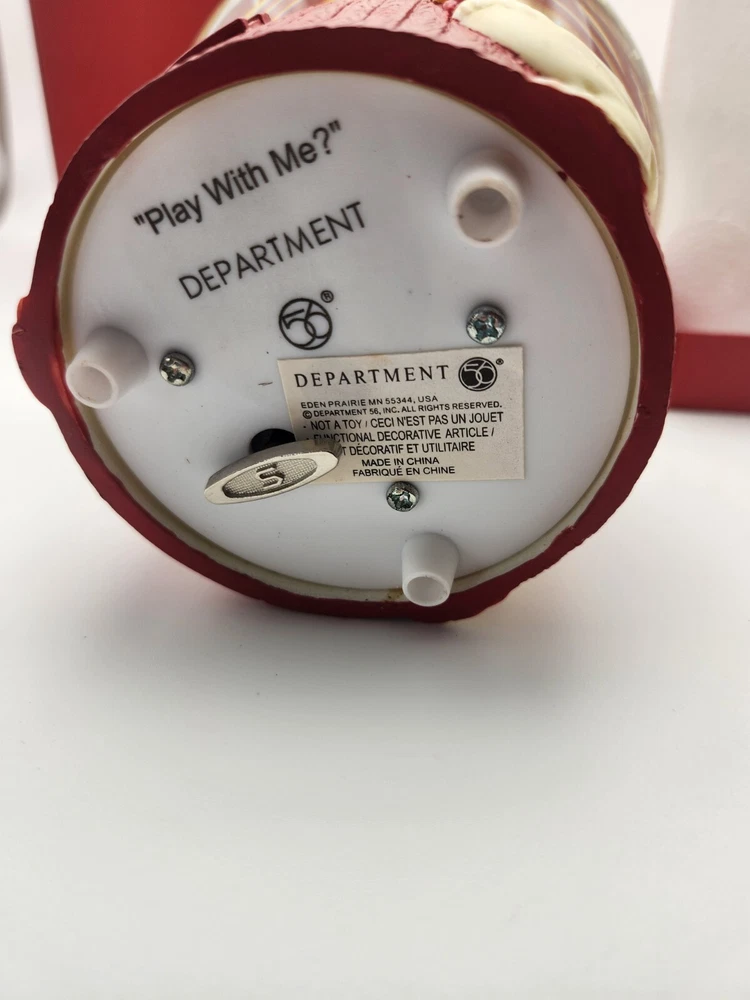 "Play With Me?"
DEPARTMENT
56®
DEPARTMENT 56®
EDEN PRAIRIE MN 55344, USA
© DEPARTMENT 56, INC. ALL RIGHTS RESERVED.
- NOT A TOY / CECI N'EST PAS UN JOUET
FUNCTIONAL DECORATIVE ARTICLE /
DÉCORATIF ET UTILITAIRE
MADE IN CHINA
FABRIQUÉ EN CHINE